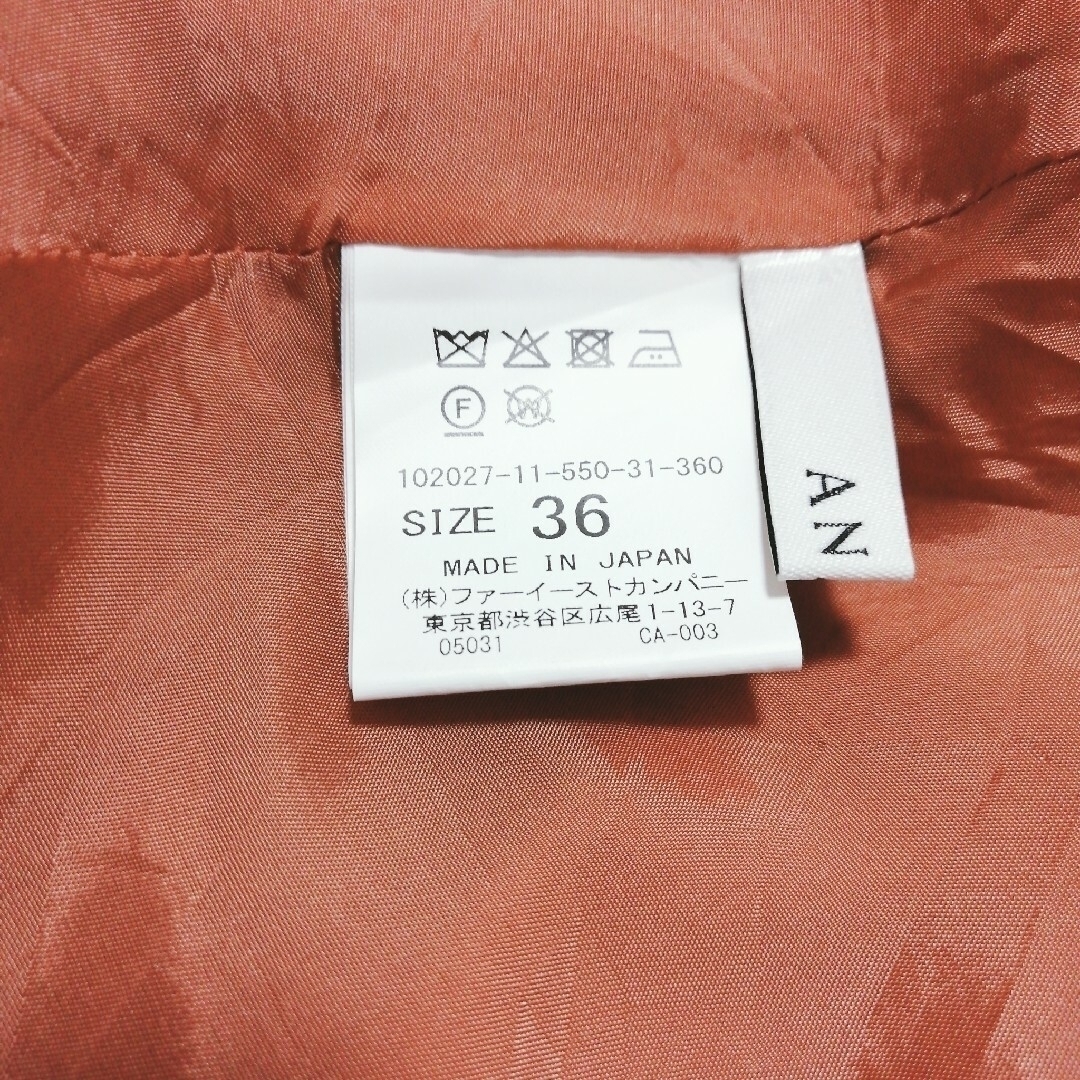 F
W
102027-11-550-31-360
SIZE 36
MADE IN JAPAN
(株)ファーイーストカンパニー
東京都渋谷区広尾1-13-7
05031 CA-003
AN